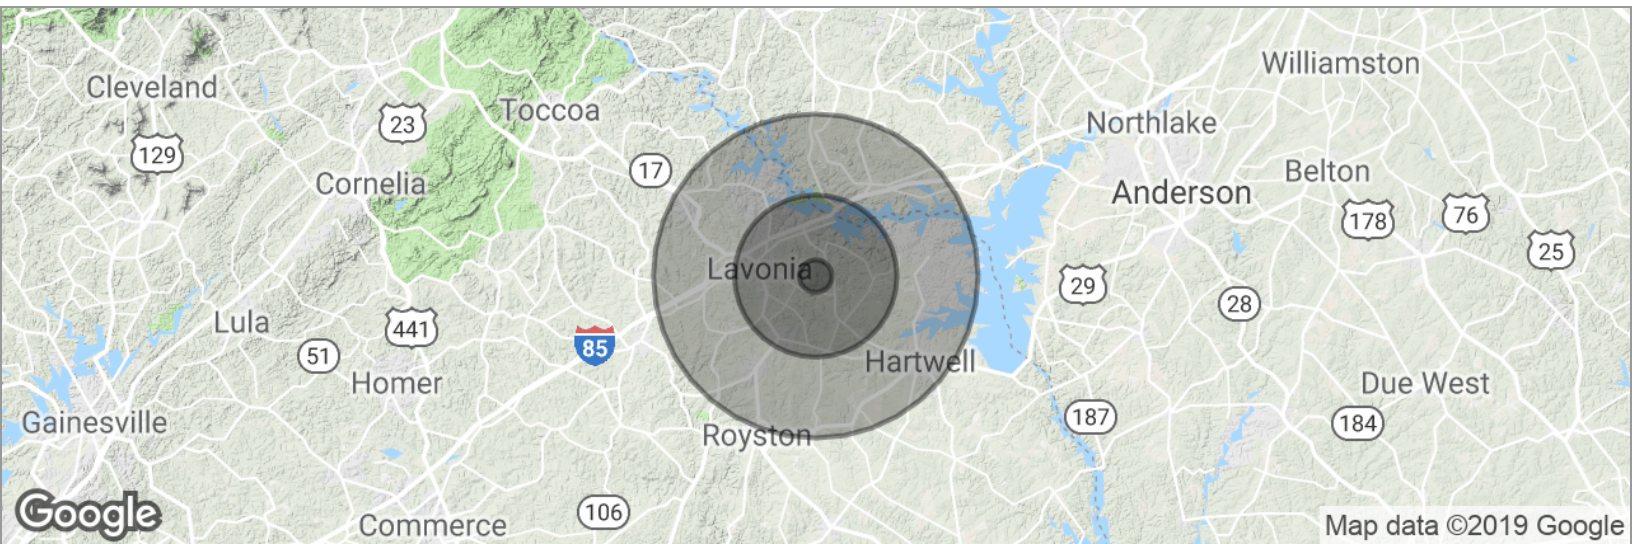 Williamston
Cleveland
Toccoa
23
Northlake
129
17
Belton
Cornelia
Anderson
178
76
25
Lavonia
29
28
Lula
441
85
51
Hartwell
Homer
Due West
187
184
Gainesville
Royston
106
Google
Commerce
Map data ©2019 Google